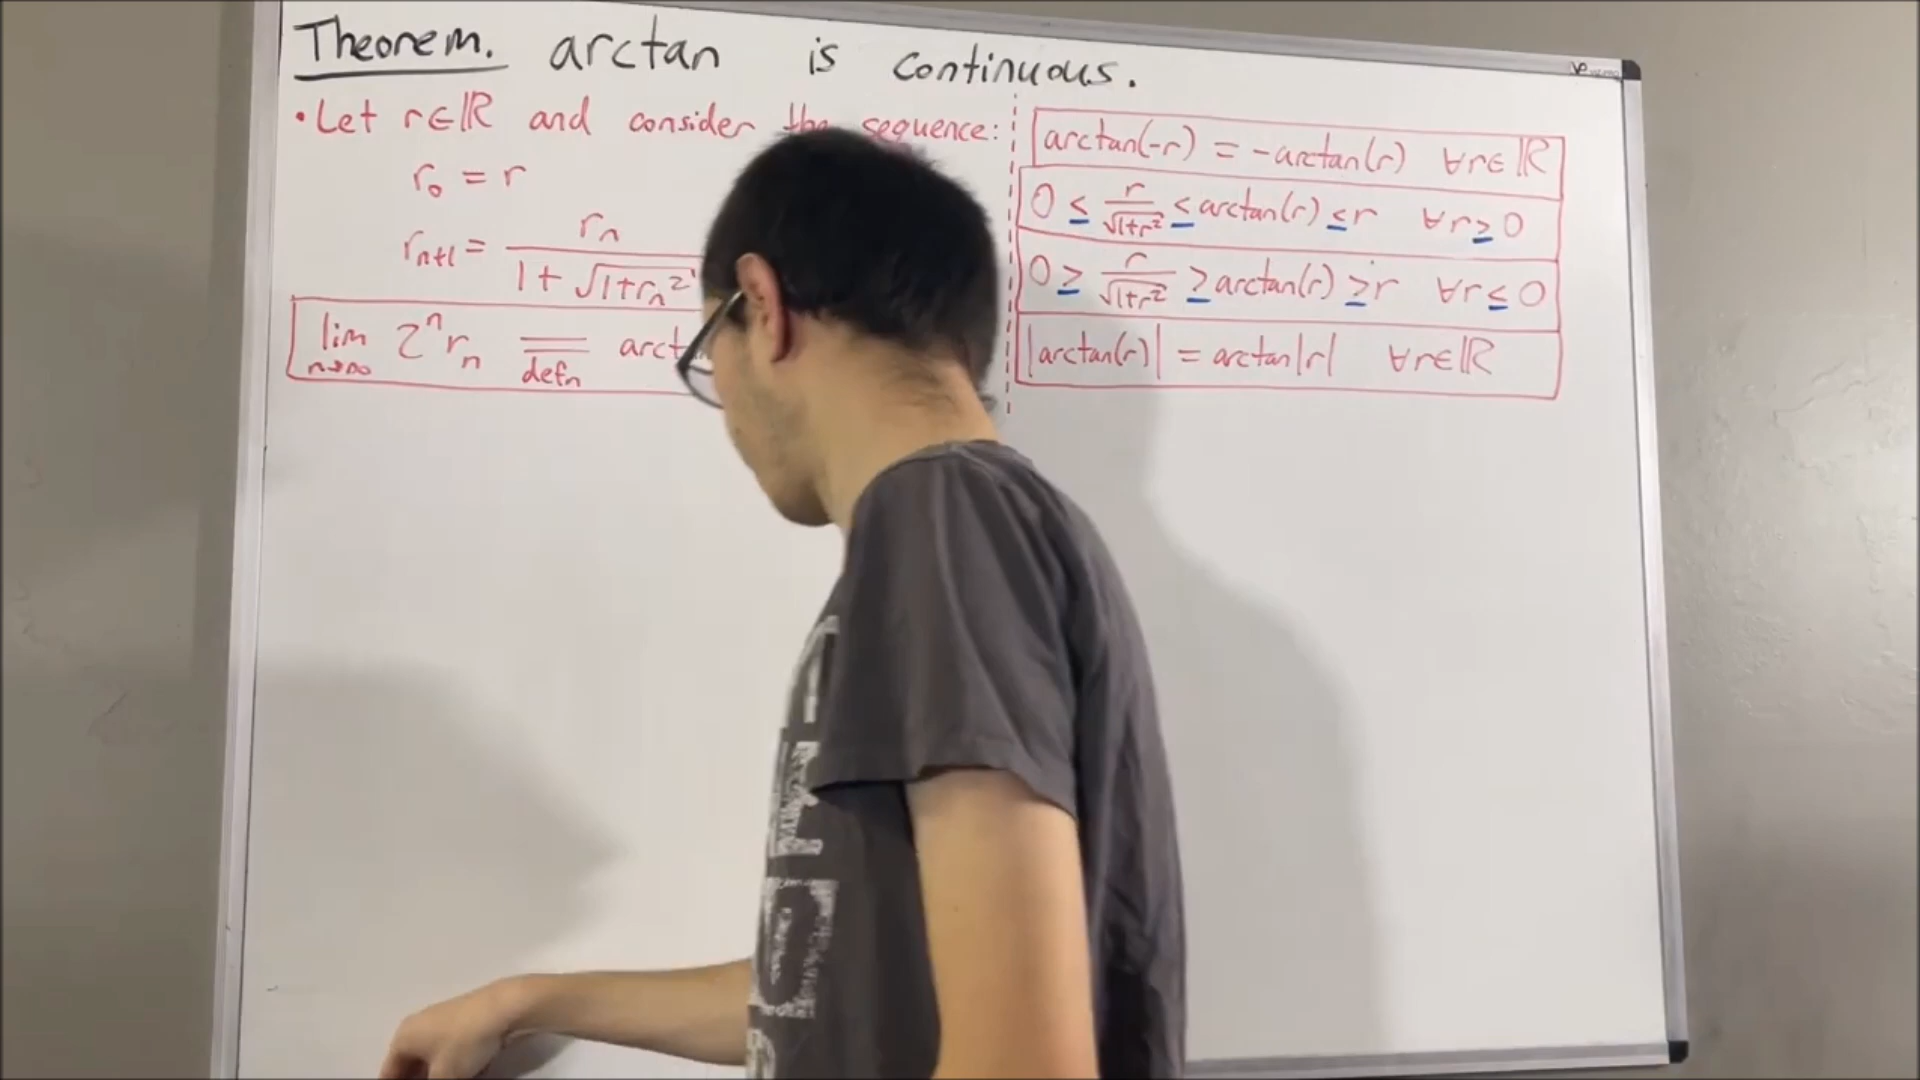 Theorem. arctan is continuous.
• Let r∈ℝ and consider the sequence:
r₀ = r
rₙ₊₁ = rₙ / (1 + √(1+rₙ²))
lim n→∞ 2ⁿrₙ = defn
arctan(-r) = -arctan(r) ∀r∈ℝ
0 ≤ r/√(1+r²) ≤ arctan(r) ≤ r ∀r≥0
0 ≥ r/√(1+r²) ≥ arctan(r) ≥ r ∀r≤0
|arctan(r)| = arctan|r| ∀r∈ℝ